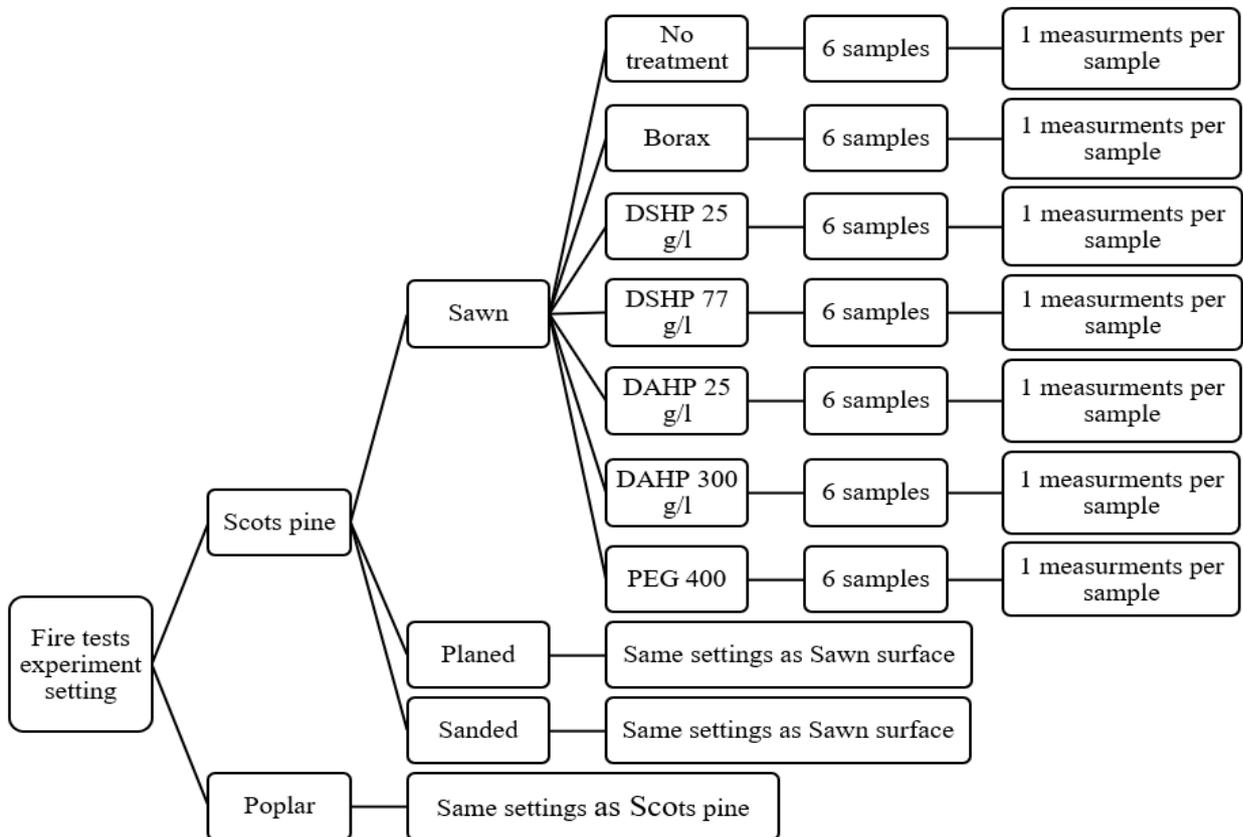 No
treatment
6 samples
1 measurments per
sample
Borax
6 samples
1 measurments per
sample
DSHP 25
g/l
6 samples
1 measurments per
sample
Sawn
DSHP 77
g/l
6 samples
1 measurments per
sample
DAHP 25
g/l
6 samples
1 measurments per
sample
Scots pine
DAHP 300
g/l
6 samples
1 measurments per
sample
PEG 400
6 samples
1 measurments per
sample
Fire tests
experiment
setting
Planed
Same settings as Sawn surface
Sanded
Same settings as Sawn surface
Poplar
Same settings as Scots pine